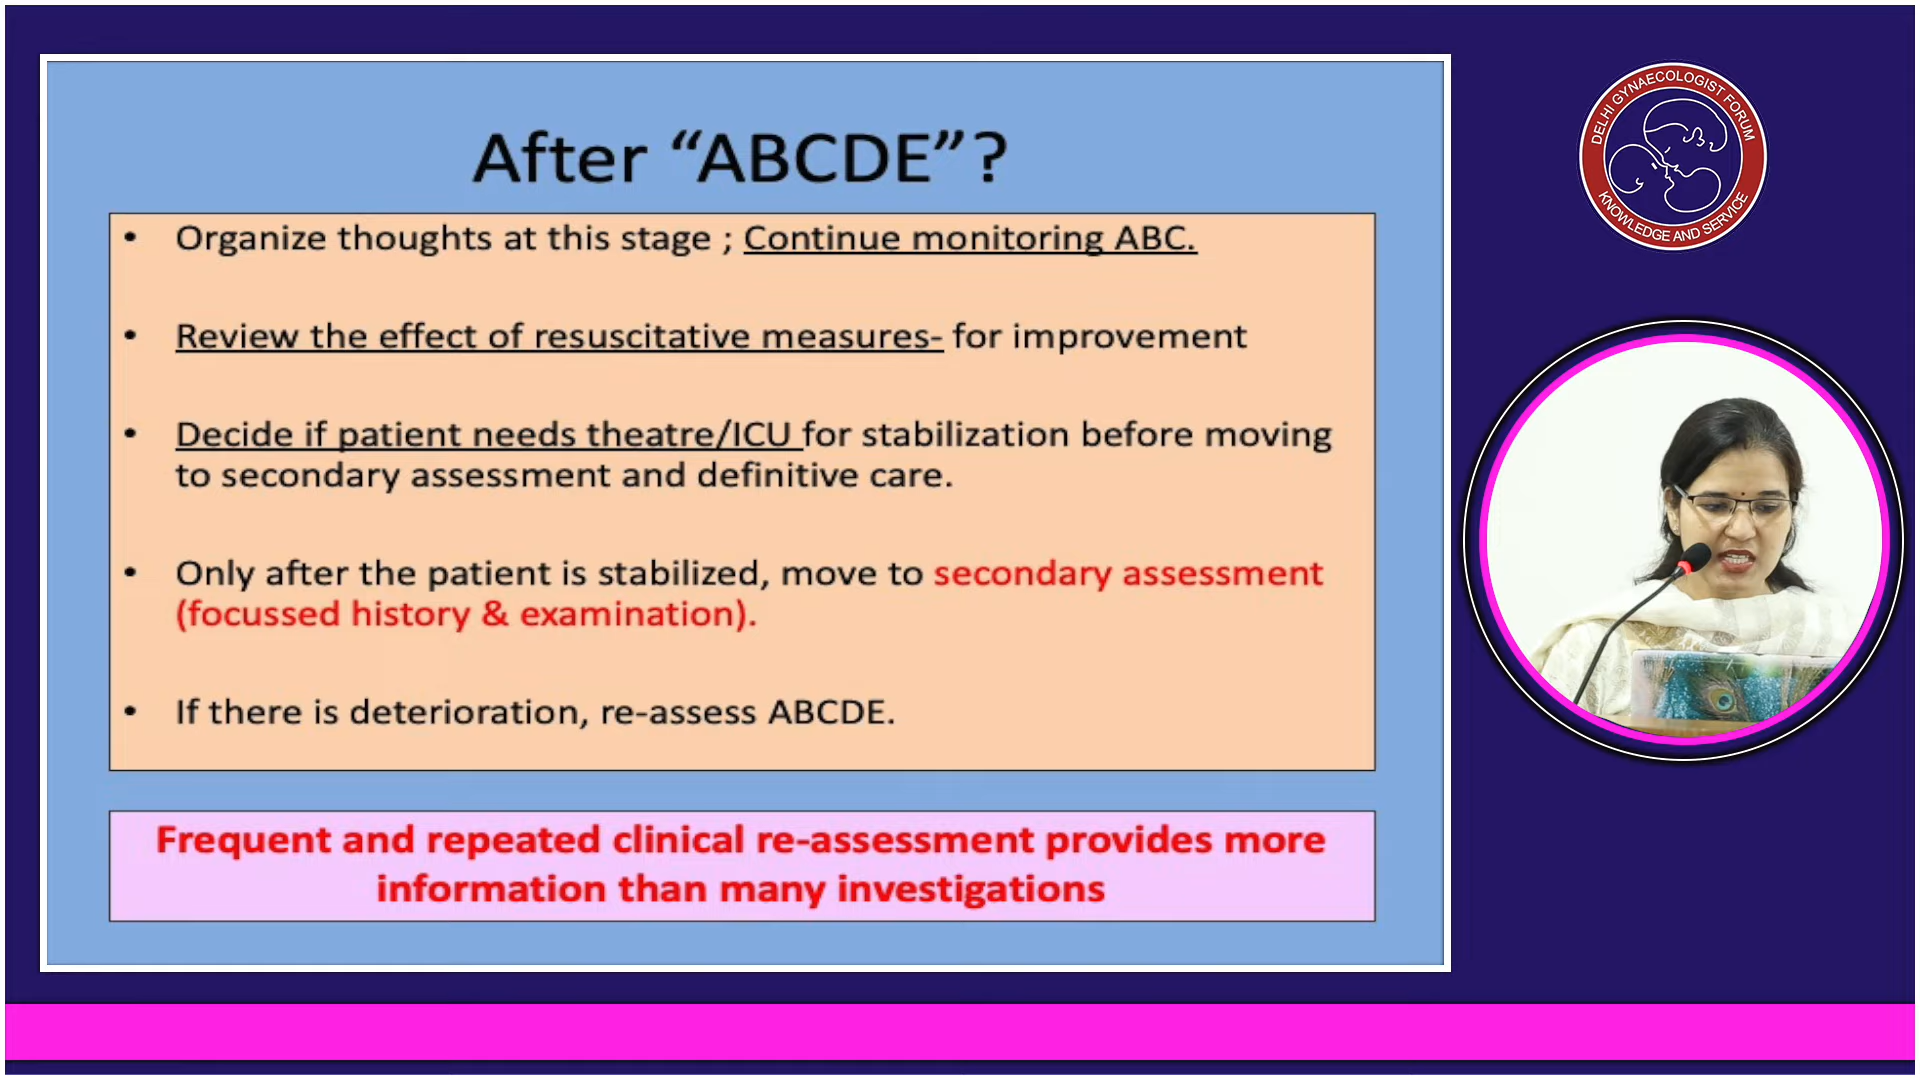 After “ABCDE”?
• Organize thoughts at this stage ; Continue monitoring ABC.
• Review the effect of resuscitative measures- for improvement
• Decide if patient needs theatre/ICU for stabilization before moving
to secondary assessment and definitive care.
• Only after the patient is stabilized, move to secondary assessment
(focussed history & examination).
• If there is deterioration, re-assess ABCDE.
Frequent and repeated clinical re-assessment provides more
information than many investigations
DELHI GYNAECOLOGIST FORUM
KNOWLEDGE AND SERVICE